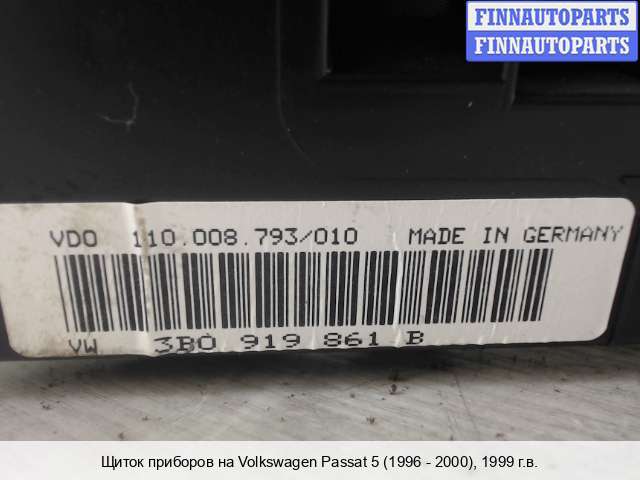 FINNAUTOPARTS
FINNAUTOPARTS
VDO 110.008.793/010 MADE IN GERMANY
VW 3B0 919 861 B
Щиток приборов на Volkswagen Passat 5 (1996 - 2000), 1999 г.в.